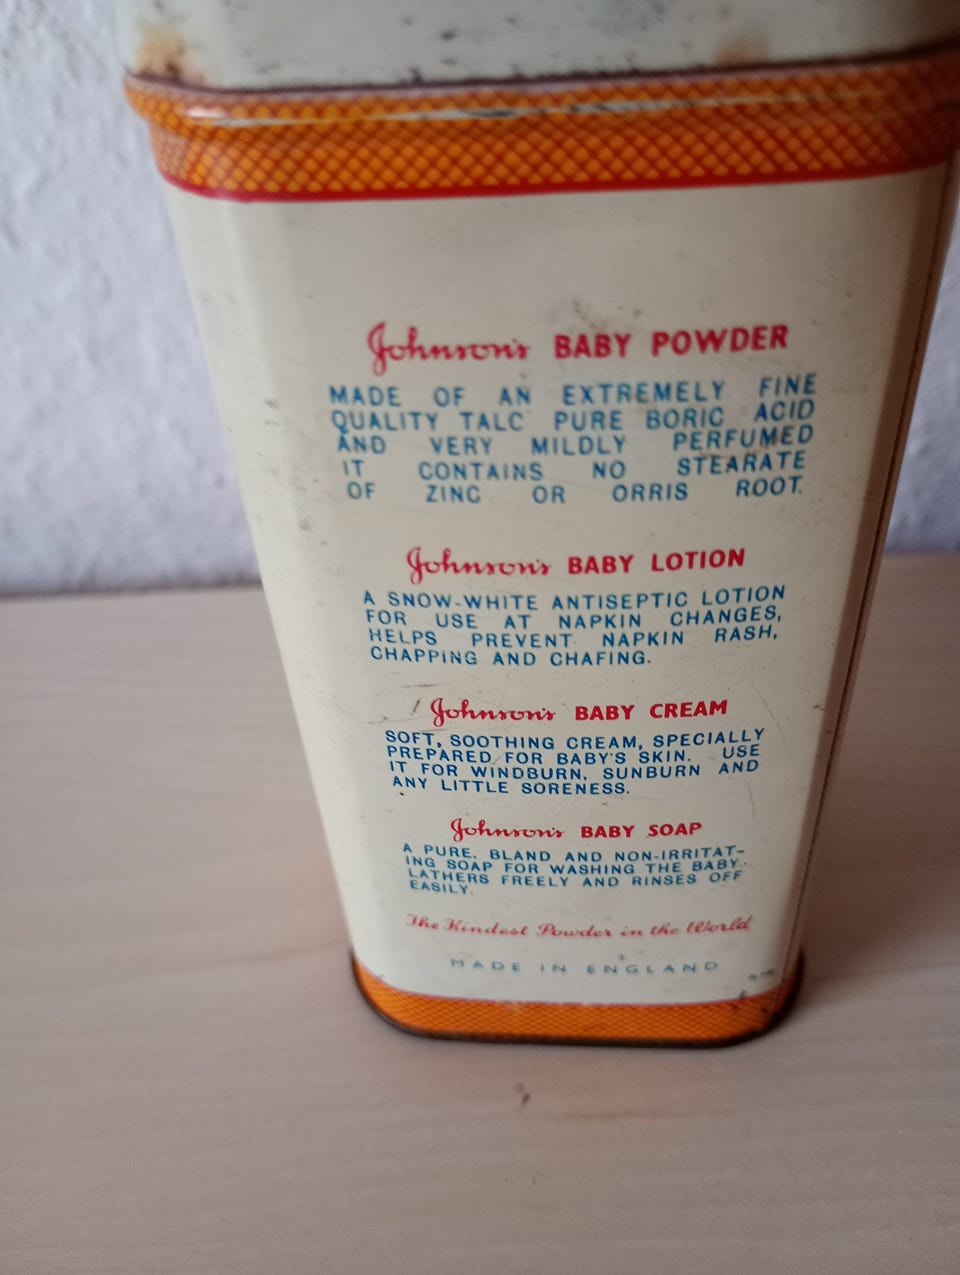 Johnson's BABY POWDER
MADE OF AN EXTREMELY FINE
QUALITY TALC PURE BORIC ACID
AND VERY MILDLY PERFUMED
IT CONTAINS NO STEARATE
OF ZINC OR ORRIS ROOT.
Johnson's BABY LOTION
A SNOW-WHITE ANTISEPTIC LOTION
FOR USE AT NAPKIN CHANGES,
HELPS PREVENT NAPKIN RASH,
CHAPPING AND CHAFING.
Johnson's BABY CREAM
SOFT, SOOTHING CREAM, SPECIALLY
PREPARED FOR BABY'S SKIN. USE
IT FOR WINDBURN, SUNBURN AND
ANY LITTLE SORENESS.
Johnson's BABY SOAP
A PURE, BLAND AND NON-IRRITAT-
ING SOAP FOR WASHING THE BABY.
LATHERS FREELY AND RINSES OFF
EASILY.
The Kindest Powder in the World
MADE IN ENGLAND